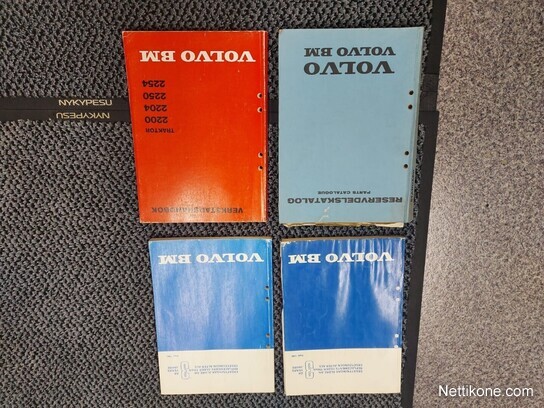 VOLVO BM
2254
2250
2204
2200
TRAKTOR
VERKSTADSHANDBOK
VOLVO
VOLVO BM
RESERVDELSKATALOG
PARTS CATALOGUE
NYKYPESU
NYKYPESU
VOLVO BM
VOLVO BM
Nettikone.com